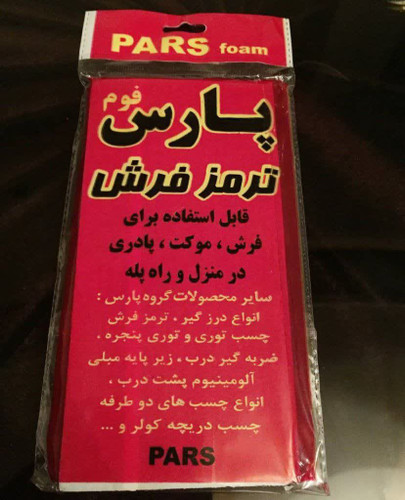 PARS foam
پارس فوم
ترمز فرش
قابل استفاده برای
فرش ، موکت ، پادری
در منزل و راه پله
سایر محصولات گروه پارس :
انواع درز گیر ، ترمز فرش
چسب توری و توری پنجره ،
ضربه گیر درب ، زیر پایه مبلی
آلومینیوم پشت درب ،
انواع چسب های دو طرفه
چسب دریچه کولر و ...
PARS